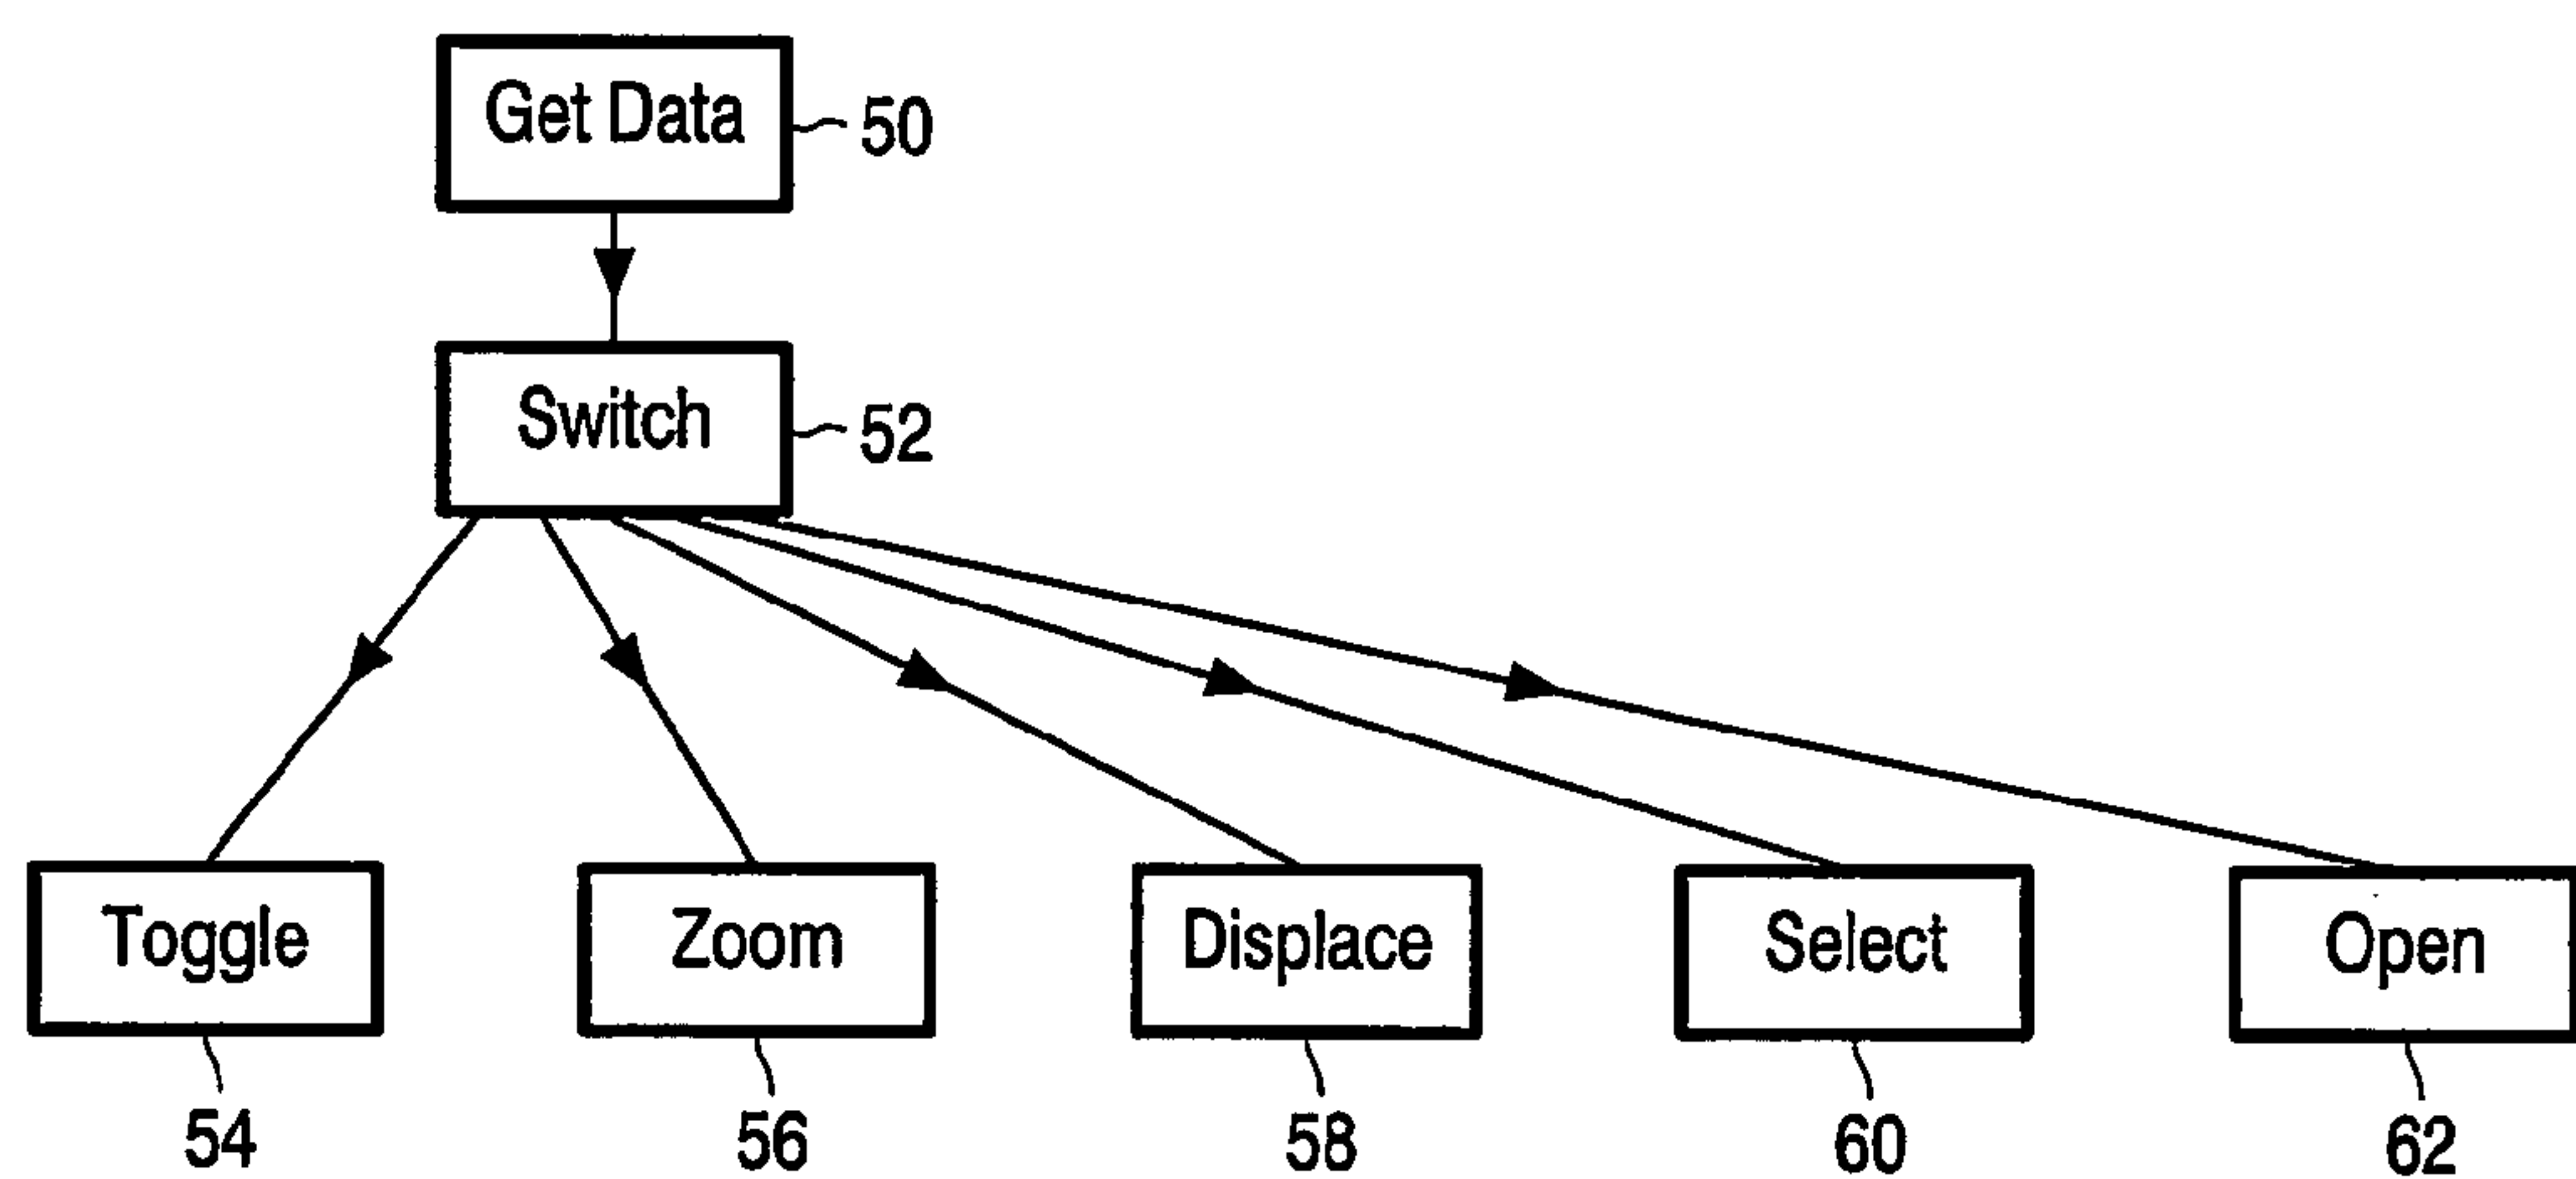 Get Data
50
Switch
52
Toggle
Zoom
Displace
Select
Open
54
56
58
60
62